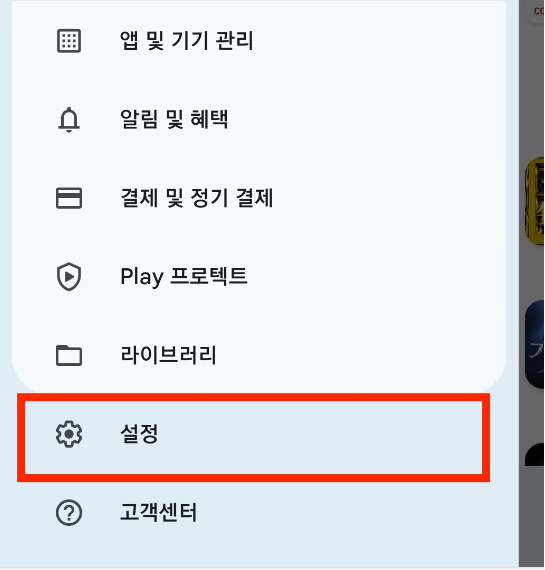 앱 및 기기 관리
알림 및 혜택
결제 및 정기 결제
Play 프로텍트
라이브러리
설정
고객센터